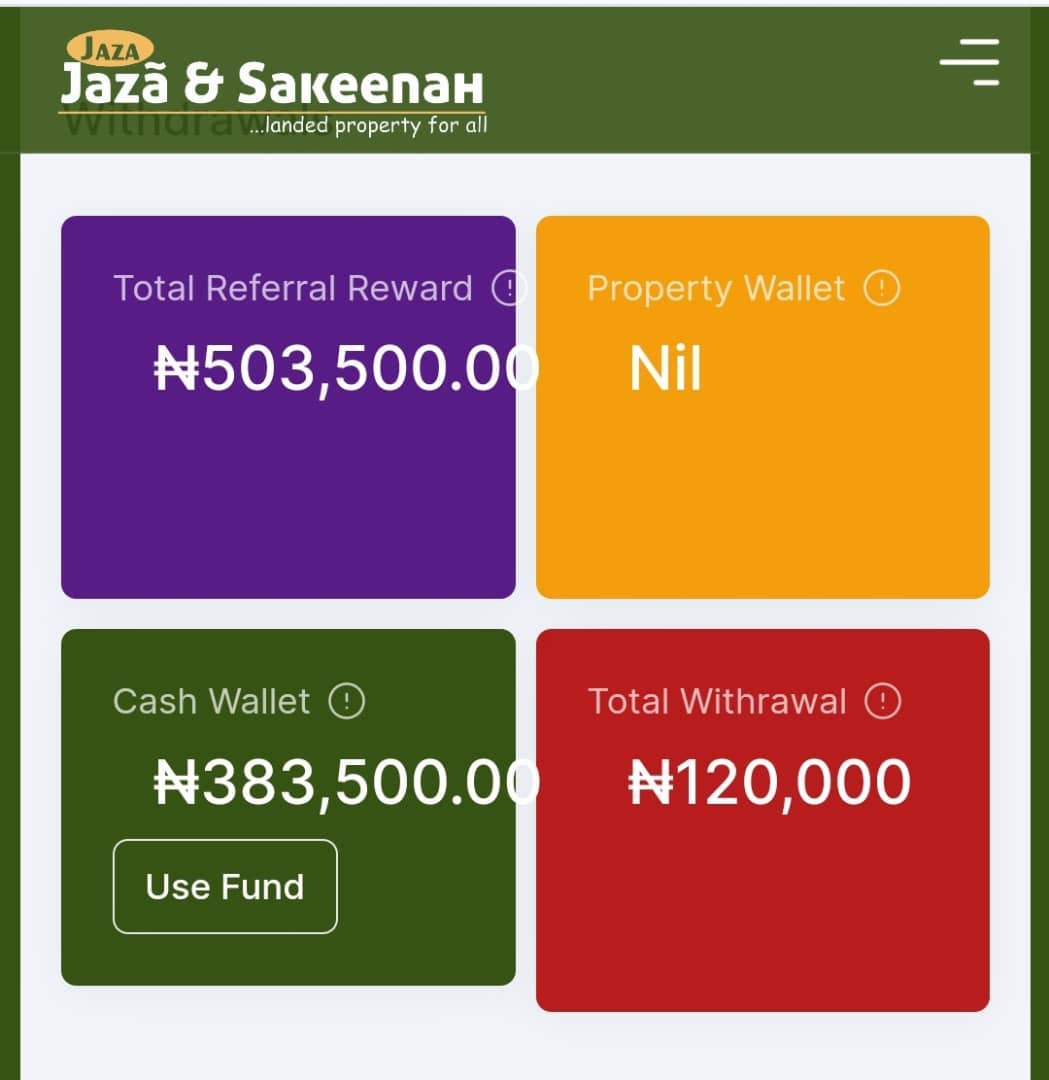 JAZA
Jazã & Sakeenah
Withdrawals
...landed property for all
Total Referral Reward
₦503,500.00
Property Wallet
Nil
Cash Wallet
₦383,500.00
Use Fund
Total Withrawal
₦120,000